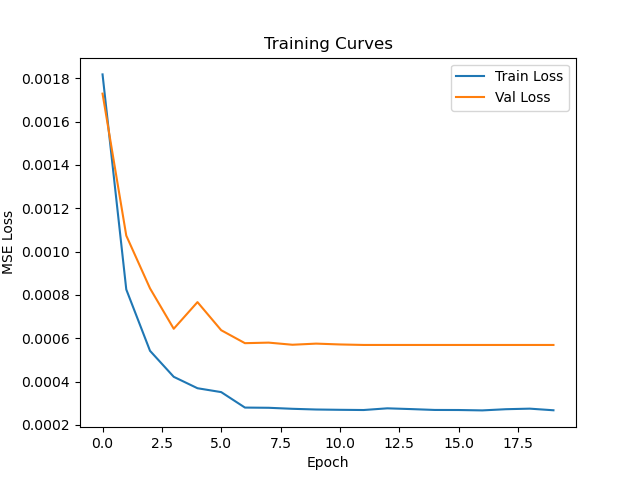 Training Curves
Train Loss
Val Loss
0.0018
0.0016
0.0014
0.0012
0.0010
0.0008
0.0006
0.0004
0.0002
MSE Loss
0.0 2.5 5.0 7.5 10.0 12.5 15.0 17.5
Epoch